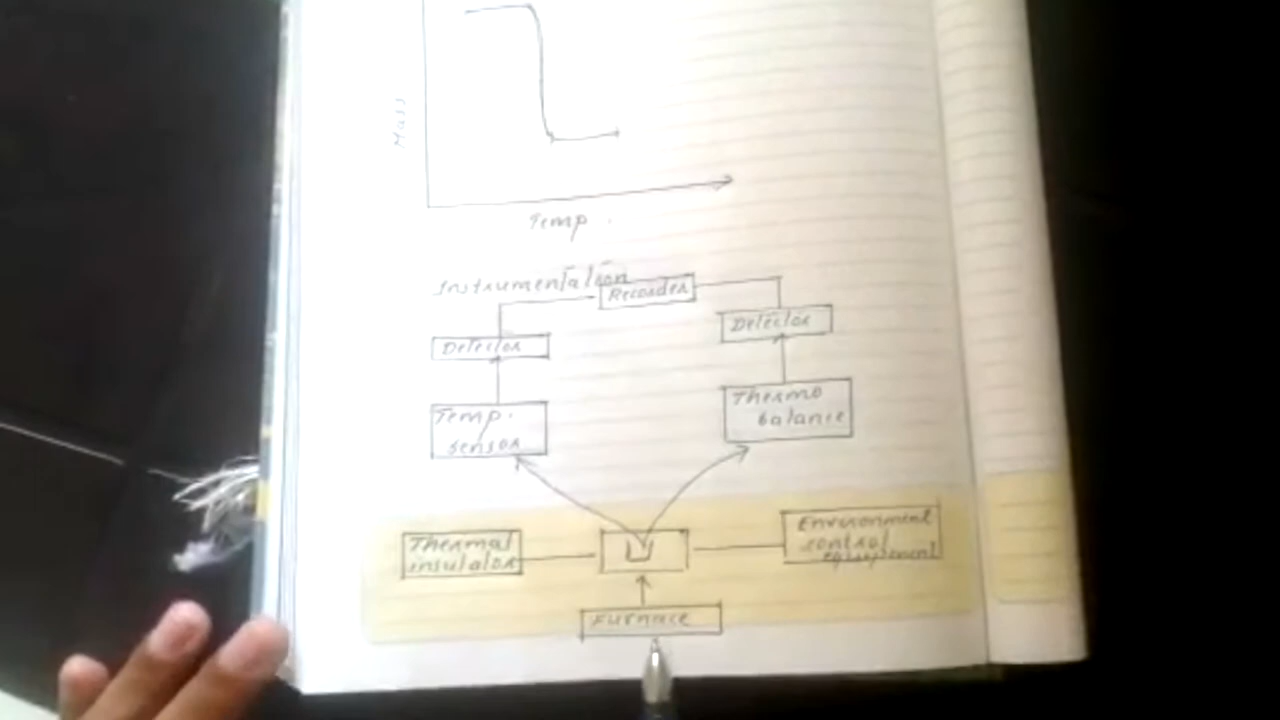 Mass
Temp.
Instrumentation
Recorder
Detector
Detector
Temp.
sensor
Thermo
balance
Thermal
insulator
Environment
control
equipment
Furnace